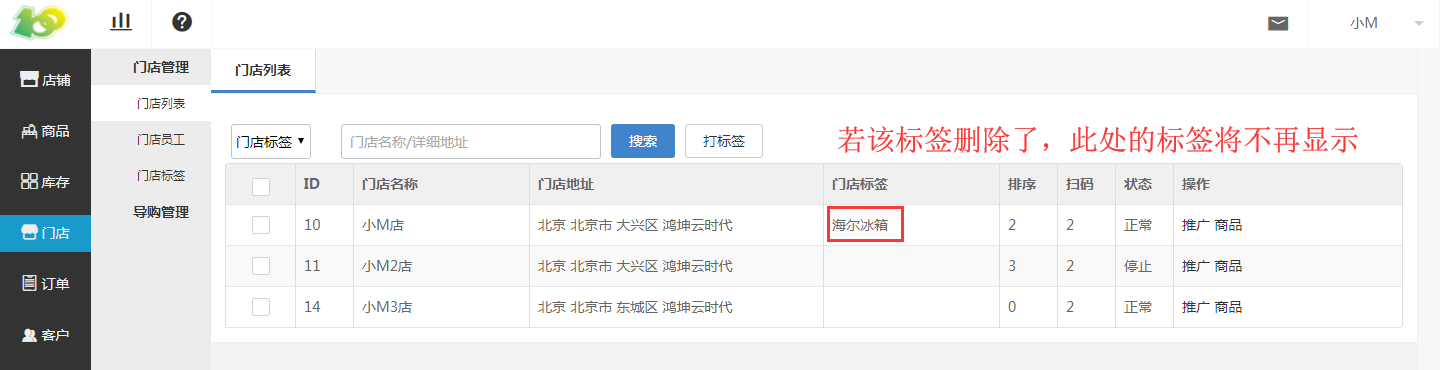 小M
店铺
商品
库存
门店
订单
客户
门店管理
门店列表
门店员工
门店标签
导购管理
门店列表
门店标签 门店名称/详细地址 搜索 打标签
若该标签删除了，此处的标签将不再显示
ID 门店名称 门店地址 门店标签 排序 扫码 状态 操作
10 小M店 北京 北京市 大兴区 鸿坤云时代 海尔冰箱 2 2 正常 推广 商品
11 小M2店 北京 北京市 大兴区 鸿坤云时代 3 2 停止 推广 商品
14 小M3店 北京 北京市 东城区 鸿坤云时代 0 2 正常 推广 商品